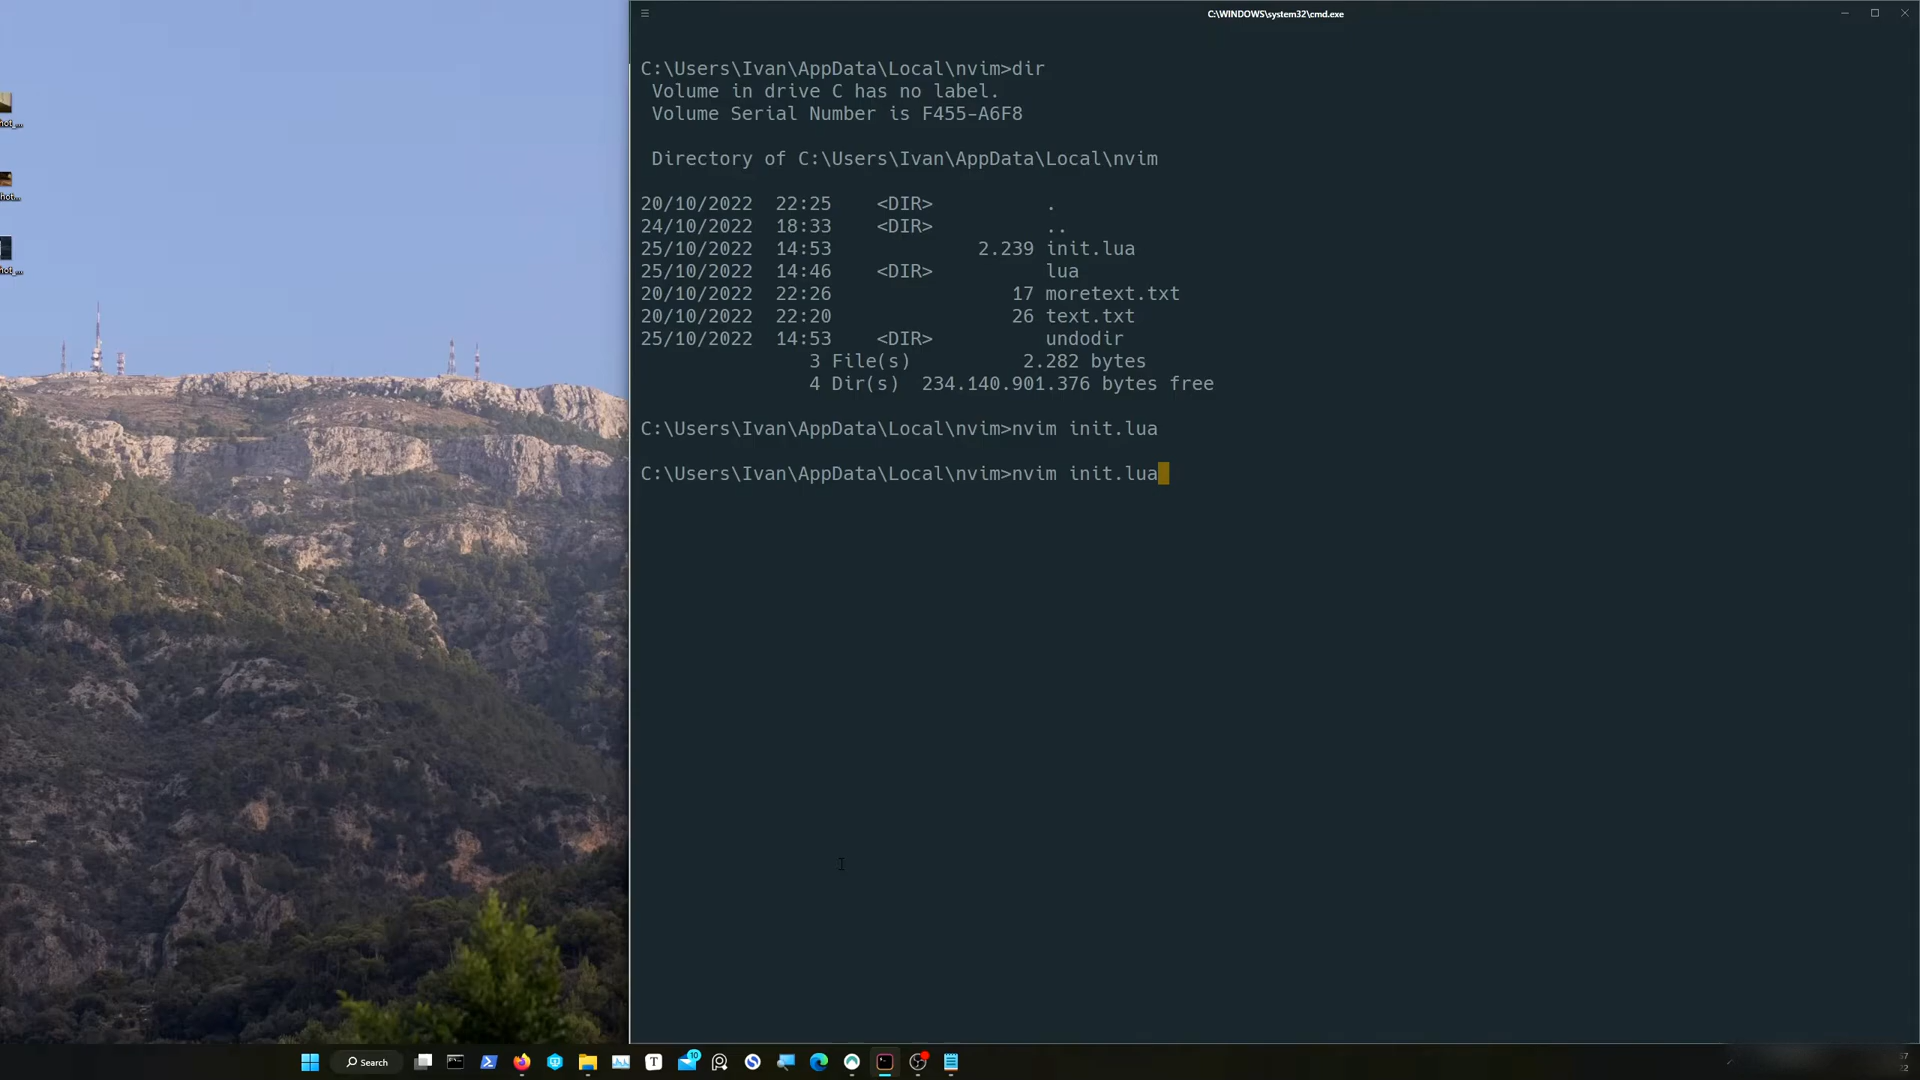 C:\WINDOWS\system32\cmd.exe
C:\Users\Ivan\AppData\Local\nvim>dir
Volume in drive C has no label.
Volume Serial Number is F455-A6F8
Directory of C:\Users\Ivan\AppData\Local\nvim
20/10/2022 22:25 <DIR> .
24/10/2022 18:33 <DIR> ..
25/10/2022 14:53 2.239 init.lua
25/10/2022 14:46 <DIR> lua
20/10/2022 22:26 17 moretext.txt
20/10/2022 22:20 26 text.txt
25/10/2022 14:53 <DIR> undodir
3 File(s) 2.282 bytes
4 Dir(s) 234.140.901.376 bytes free
C:\Users\Ivan\AppData\Local\nvim>nvim init.lua
C:\Users\Ivan\AppData\Local\nvim>nvim init.lua
Search
10